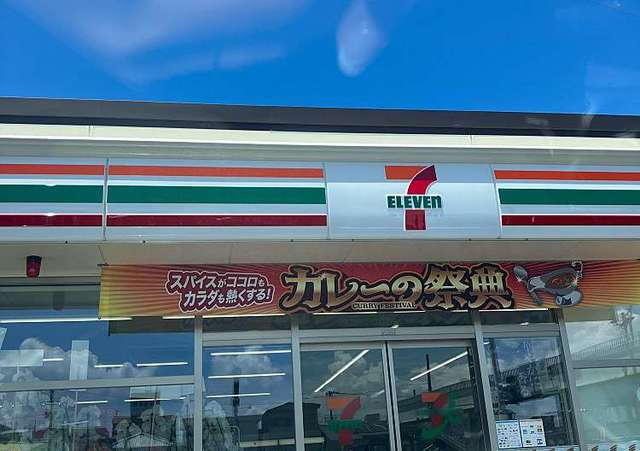 7
ELEVEn
スパイスがココロも
カラダも熱くする!
カレーの祭典
CURRY FESTIVAL